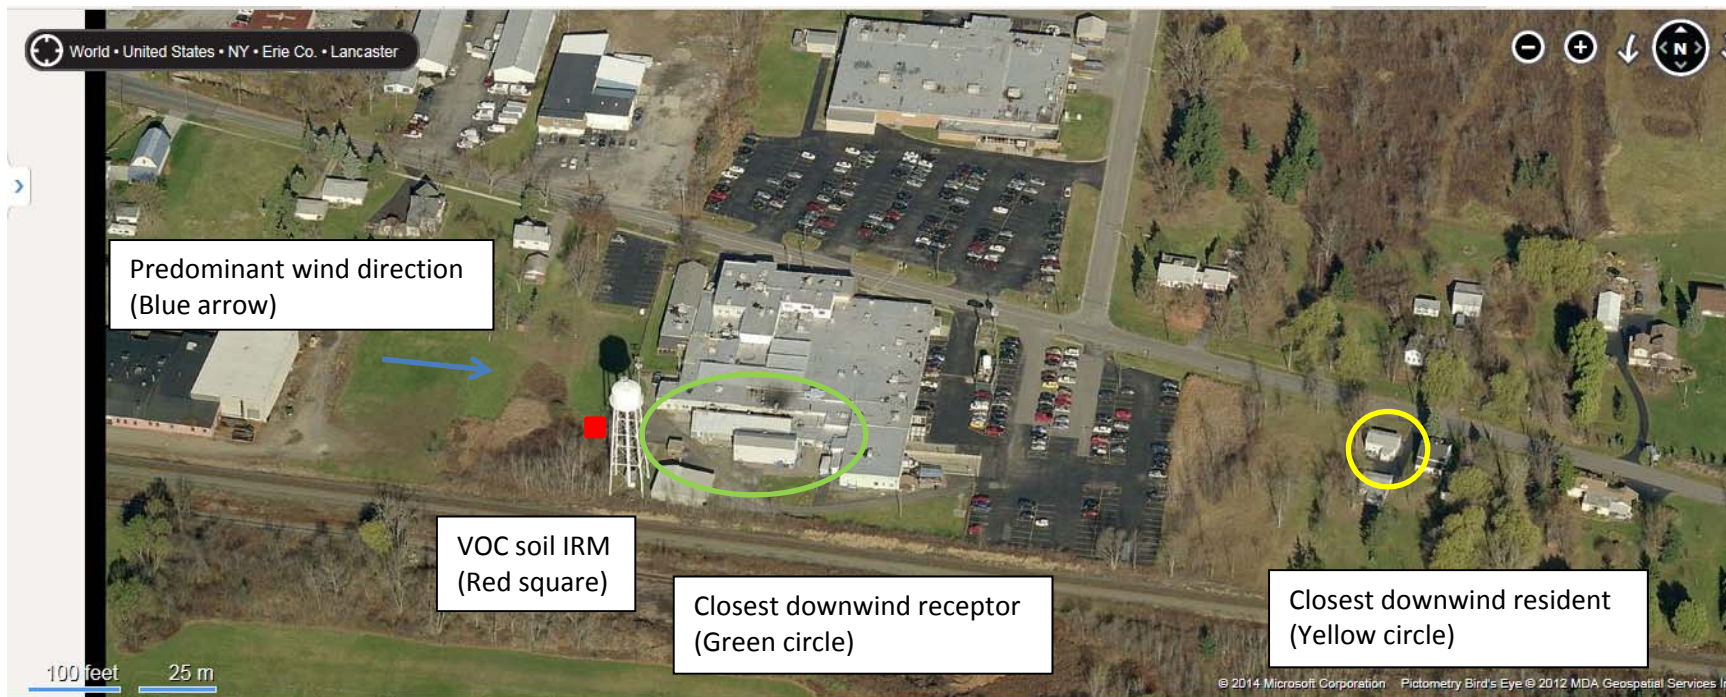 World • United States • NY • Erie Co. • Lancaster
N
Predominant wind direction
(Blue arrow)
VOC soil IRM
(Red square)
Closest downwind receptor
(Green circle)
Closest downwind resident
(Yellow circle)
100 feet 25 m
© 2014 Microsoft Corporation Pictometry Bird's Eye © 2012 MDA Geospatial Services